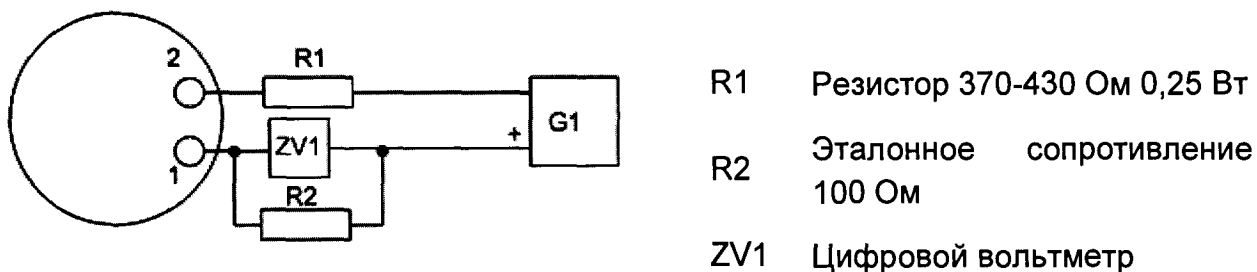 2
R1
G1
+
ZV1
1
R2
R1 Резистор 370-430 Ом 0,25 Вт
R2 Эталонное сопротивление
100 Ом
ZV1 Цифровой вольтметр